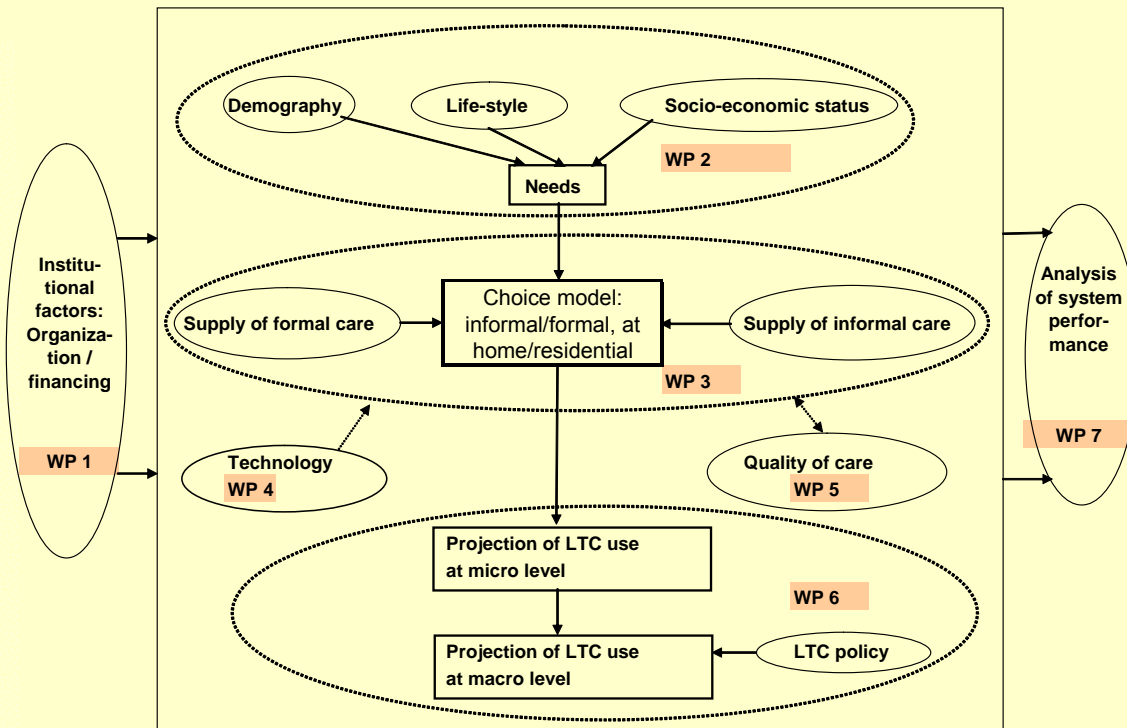 Demography
Life-style
Socio-economic status
WP 2
Needs
Institu-
tional
factors:
Organiza-
tion /
financing
WP 1
Supply of formal care
Choice model:
informal/formal, at
home/residential
Supply of informal care
WP 3
Analysis
of system
perfor-
mance
WP 7
Technology
WP 4
Quality of care
WP 5
Projection of LTC use
at micro level
WP 6
Projection of LTC use
at macro level
LTC policy